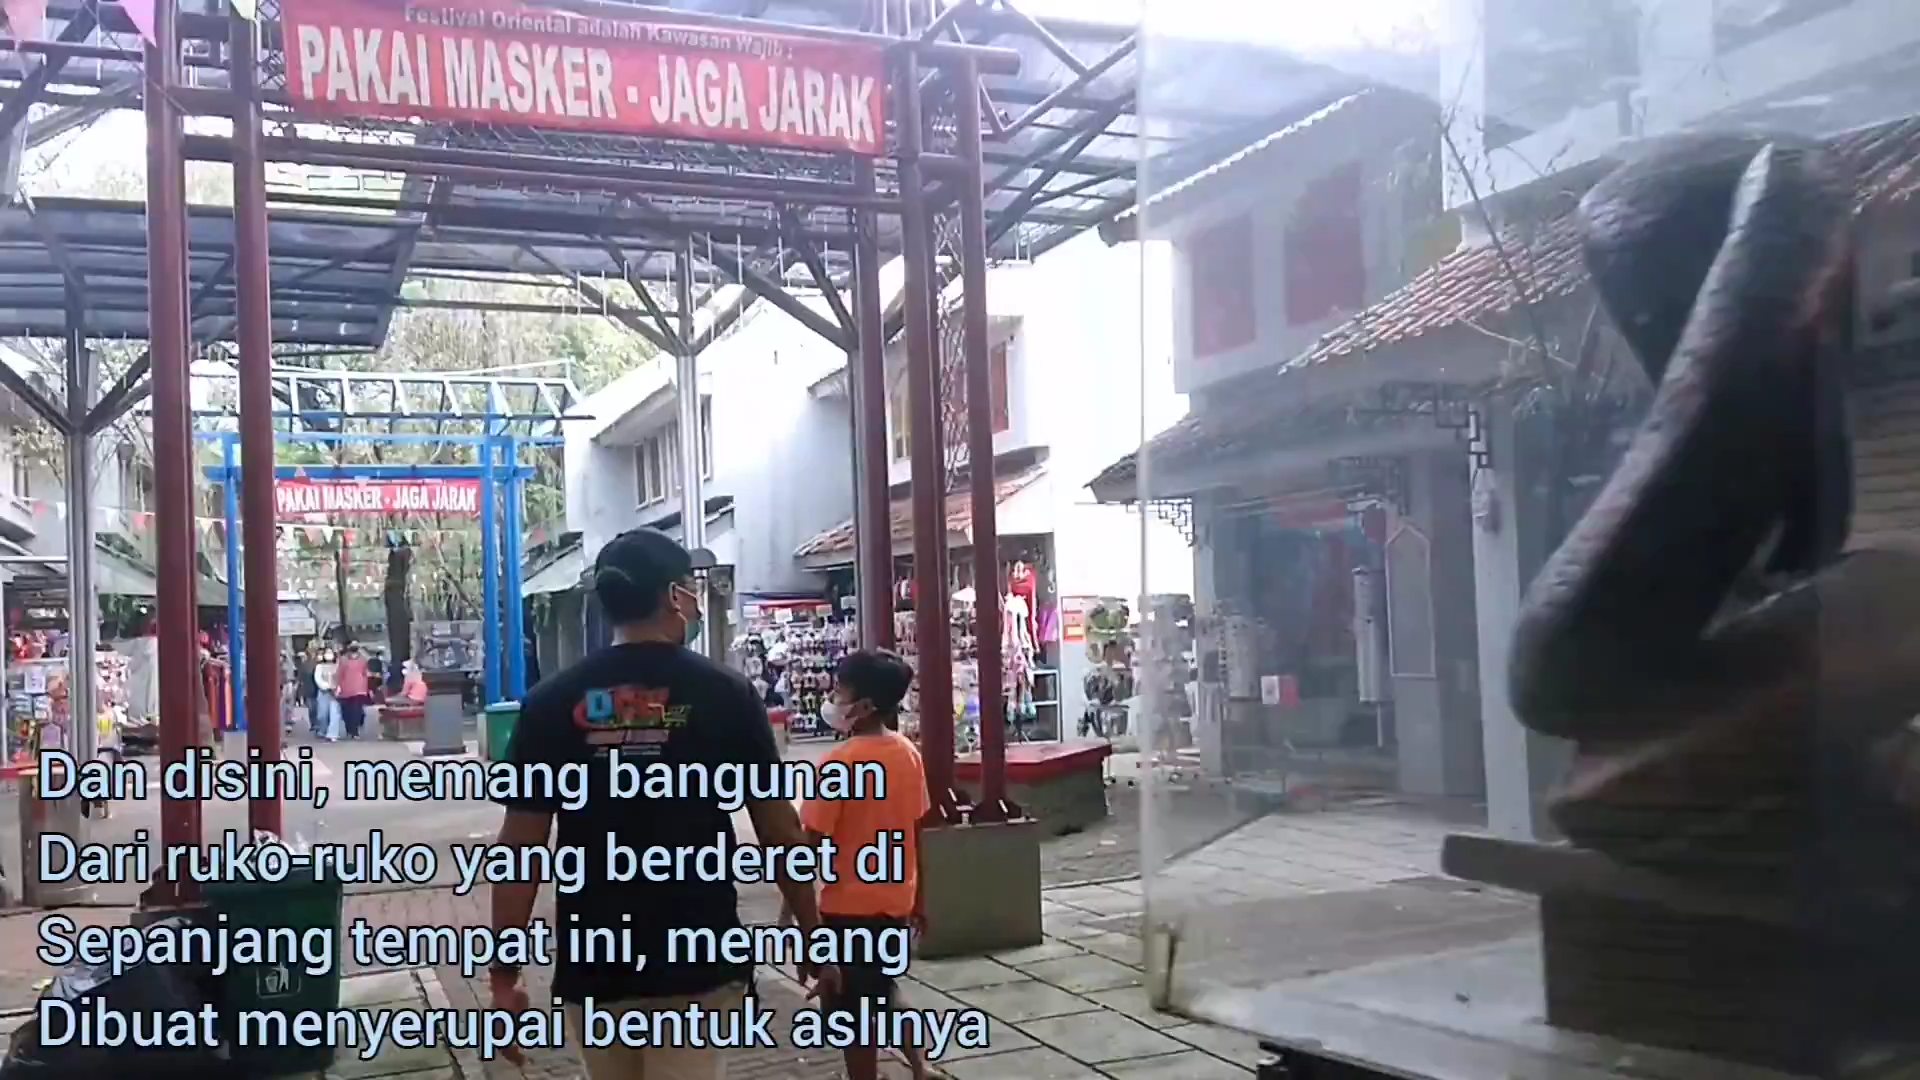 Festival Oriental adalah Kawasan Wajib :
PAKAI MASKER - JAGA JARAK
PAKAI MASKER - JAGA JARAK
Dan disini, memang bangunan
Dari ruko-ruko yang berderet di
Sepanjang tempat ini, memang
Dibuat menyerupai bentuk aslinya